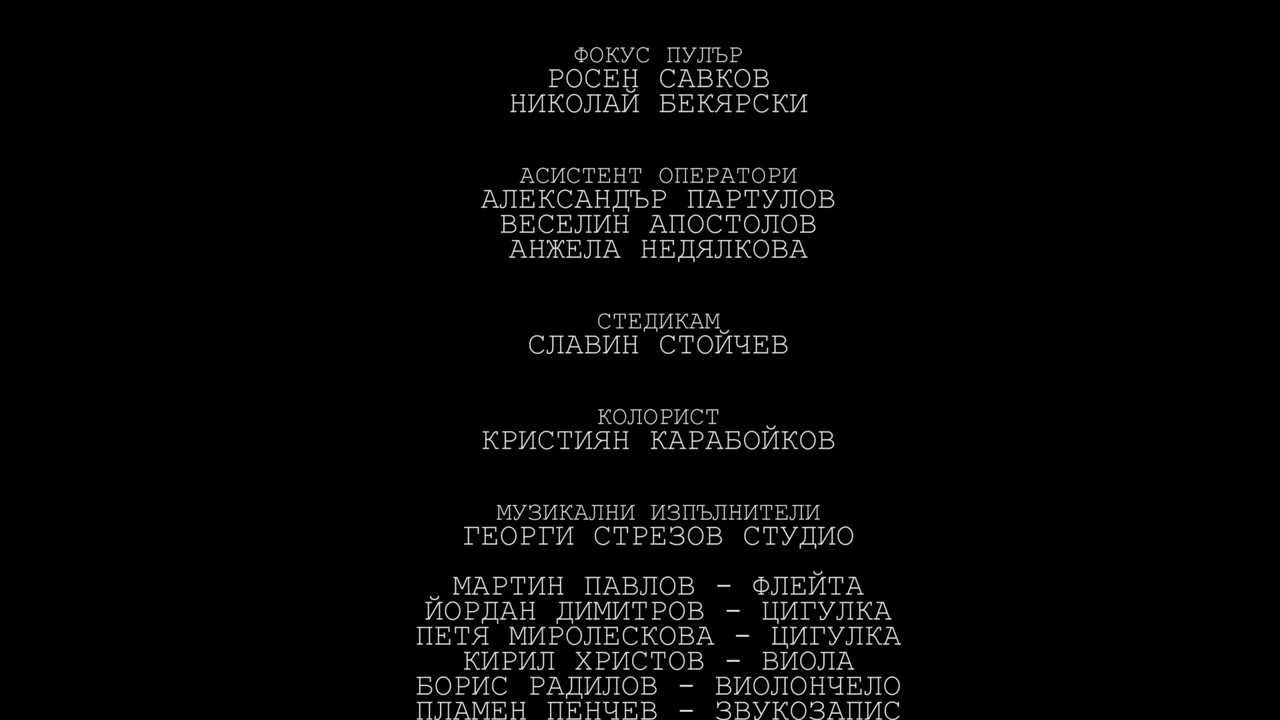 ФОКУС ПУЛЪР
РОСЕН САВКОВ
НИКОЛАЙ БЕКЯРСКИ
АСИСТЕНТ ОПЕРАТОРИ
АЛЕКСАНДЪР ПАРТУЛОВ
ВЕСЕЛИН АПОСТОЛОВ
АНЖЕЛА НЕДЯЛКОВА
СТЕДИКАМ
СЛАВИН СТОЙЧЕВ
КОЛОРИСТ
КРИСТИЯН КАРАБОЙКОВ
МУЗИКАЛНИ ИЗПЪЛНИТЕЛИ
ГЕОРГИ СТРЕЗОВ СТУДИО
МАРТИН ПАВЛОВ – ФЛЕЙТА
ЙОРДАН ДИМИТРОВ – ЦИГУЛКА
ПЕТЯ МИРОЛЕСКОВА – ЦИГУЛКА
КИРИЛ ХРИСТОВ – ВИОЛА
БОРИС РАДИЛОВ – ВИОЛОНЧЕЛО
ПЛАМЕН ПЕНЧЕВ – ЗВУКОЗАПИС